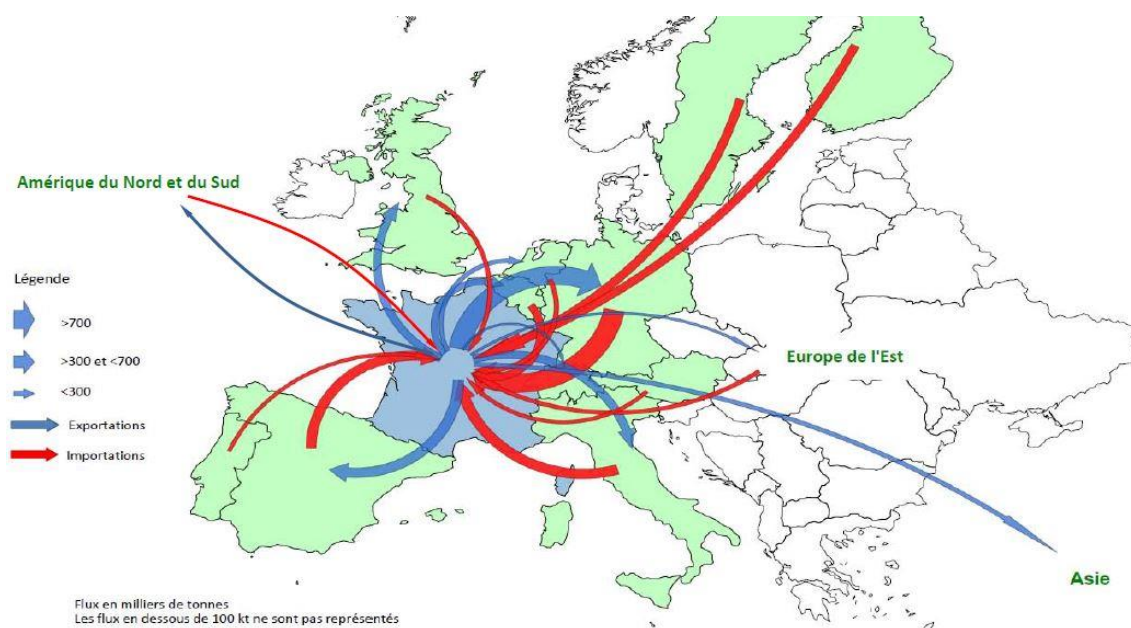 Amérique du Nord et du Sud
Légende
>700
>300 et <700
<300
Exportations
Importations
Europe de l'Est
Asie
Flux en milliers de tonnes
Les flux en dessous de 100 kt ne sont pas représentés